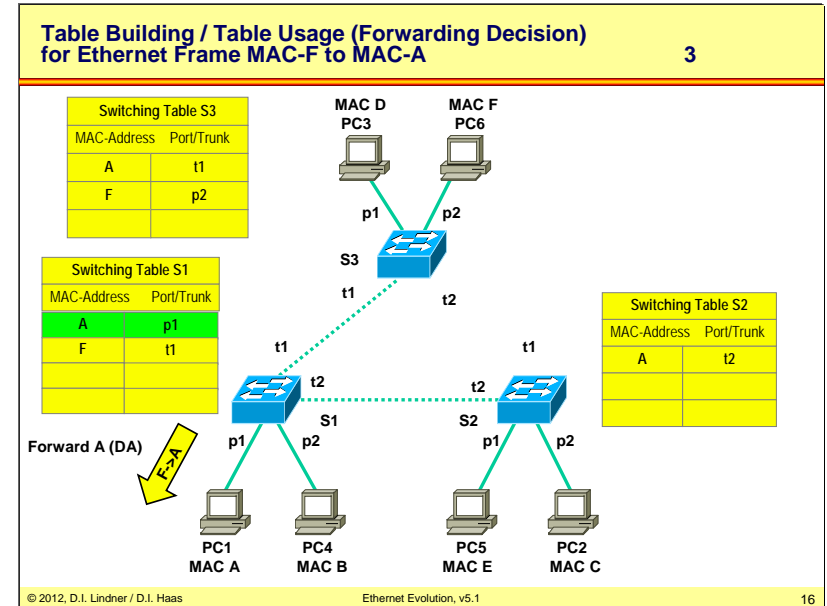 Table Building / Table Usage (Forwarding Decision)
for Ethernet Frame MAC-F to MAC-A 3
Switching Table S3
MAC-Address Port/Trunk
A t1
F p2
MAC D MAC F
PC3 PC6
p1 p2
S3
t1 t2
Switching Table S1
MAC-Address Port/Trunk
A p1
F t1
Switching Table S2
MAC-Address Port/Trunk
A t2
t1 t1
t2 t2
S1 S2
Forward A (DA)
F->A
p1 p2 p1 p2
PC1 PC4 PC5 PC2
MAC A MAC B MAC E MAC C
© 2012, D.I. Lindner / D.I. Haas Ethernet Evolution, v5.1 16